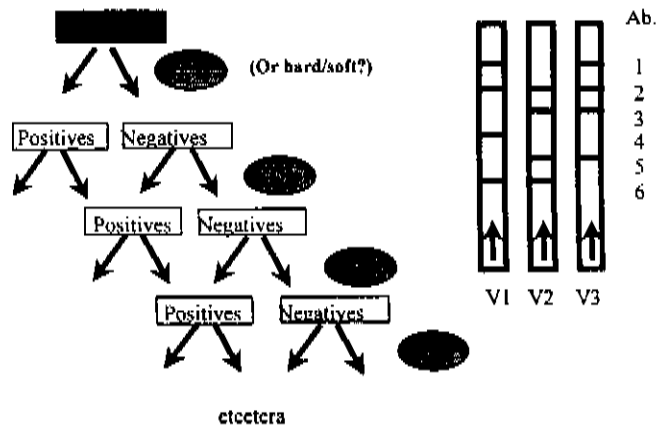 (Or hard/soft?)
Positives Negatives
Positives Negatives
Positives Negatives
etcetera
Ab.
1
2
3
4
5
6
V1 V2 V3